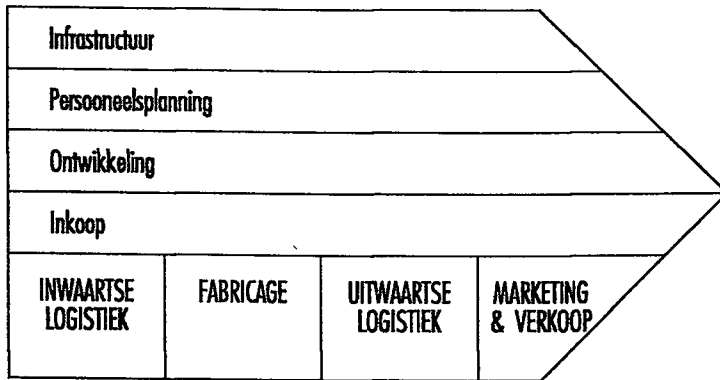 Infrastructuur
Persooneelsplanning
Ontwikkeling
Inkoop
INWAARTSE
LOGISTIEK
FABRICAGE
UITWAARTSE
LOGISTIEK
MARKETING
& VERKOOP